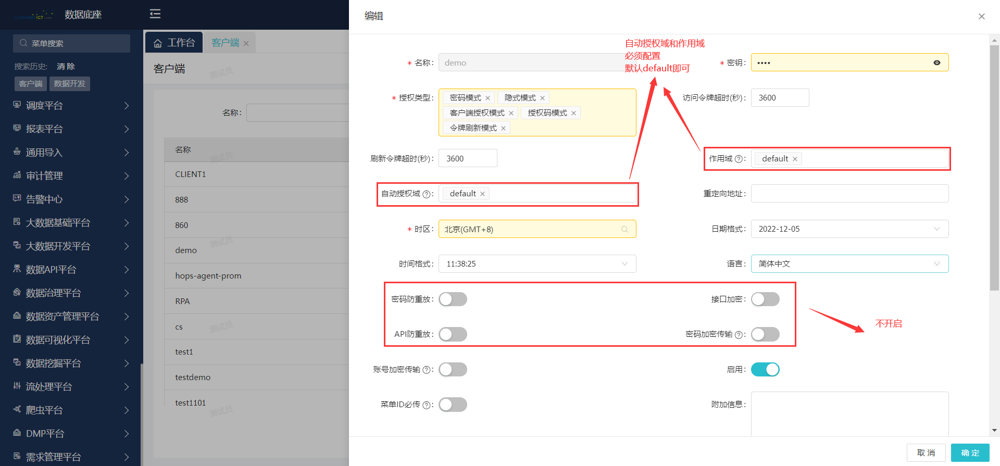 数据底座
菜单搜索
搜索历史:
清 除
客户端
数据开发
调度平台
报表平台
通用导入
审计管理
告警中心
大数据基础平台
大数据开发平台
数据API平台
数据治理平台
数据资产管理平台
数据可视化平台
数据挖掘平台
流处理平台
爬虫平台
DMP平台
需求管理平台
工作台
客户端
客户端
名称:
名称
CLIENT1
888
860
demo
hops-agent-prom
RPA
cs
test1
testdemo
test1101
测试员
测试员
测试员
测试员
测试员
编辑
自动授权域和作用域
必须配置
默认default即可
* 名称: demo
* 密钥: ••••
* 授权类型: 密码模式 隐式模式
客户端授权模式 授权码模式
令牌刷新模式
访问令牌超时(秒): 3600
刷新令牌超时(秒): 3600
作用域 ? : default
自动授权域 ? : default
重定向地址:
* 时区: 北京(GMT+8)
日期格式: 2022-12-05
时间格式: 11:38:25
语言: 简体中文
密码防重放:
接口加密:
不开启
API防重放:
密码加密传输 ? :
账号加密传输 ? :
启用:
菜单ID必传 ? :
附加信息:
取 消
确 定